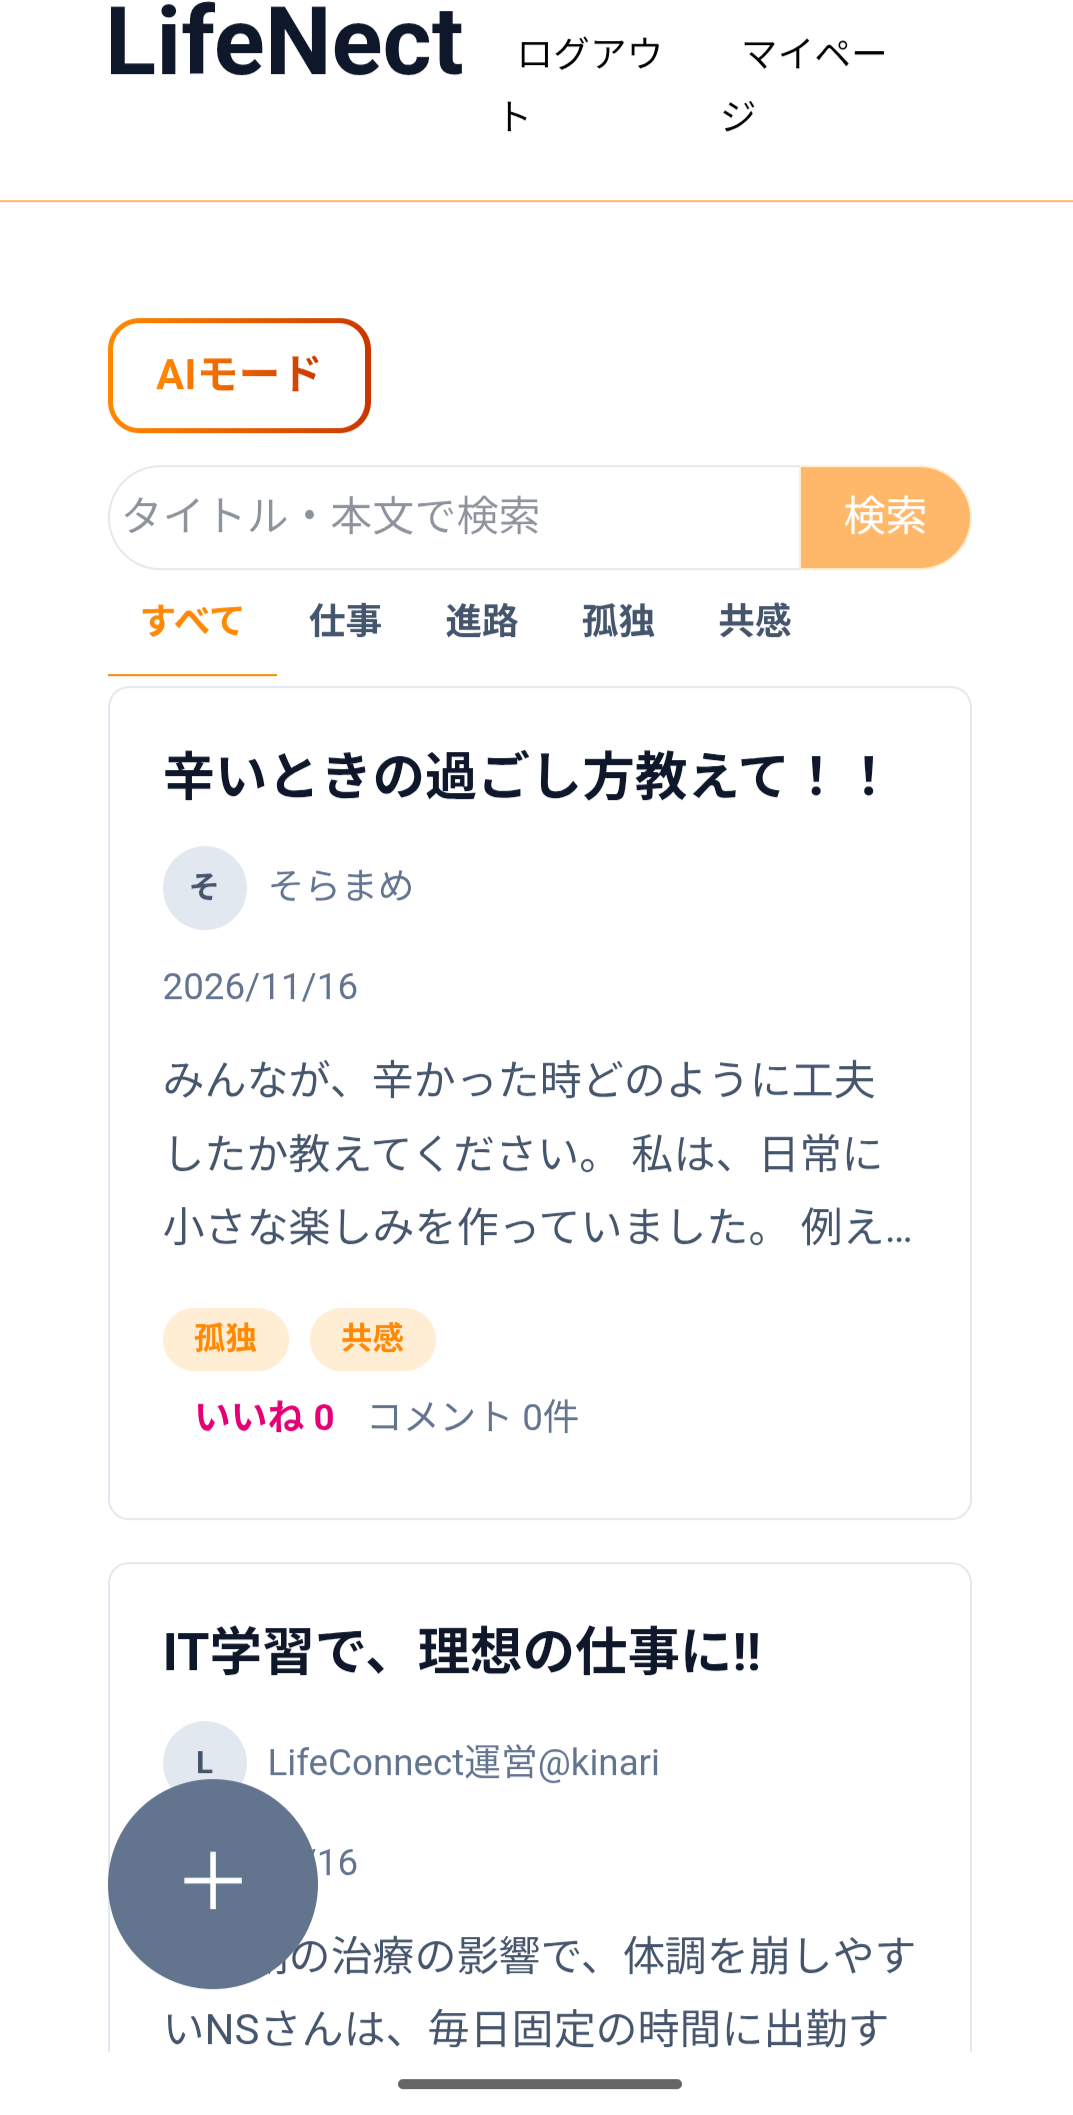 LifeNect
ログアウ
ト
マイペー
ジ
AIモード
タイトル・本文で検索
検索
すべて 仕事 進路 孤独 共感
辛いときの過ごし方教えて！！
そ そらまめ
2026/11/16
みんなが、辛かった時どのように工夫
したか教えてください。 私は、日常に
小さな楽しみを作っていました。 例え…
孤独 共感
いいね 0 コメント 0件
IT学習で、理想の仕事に!!
L LifeConnect運営@kinari
/16
の治療の影響で、体調を崩しやす
いNSさんは、毎日固定の時間に出勤す